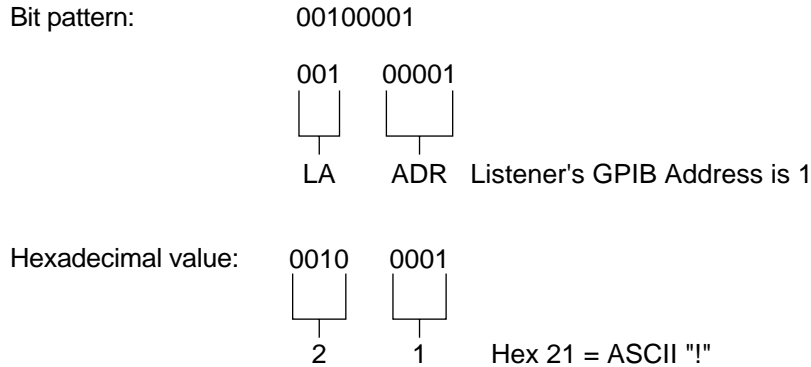 Bit pattern: 00100001
001 00001
LA ADR Listener's GPIB Address is 1
Hexadecimal value: 0010 0001
2 1 Hex 21 = ASCII "!"